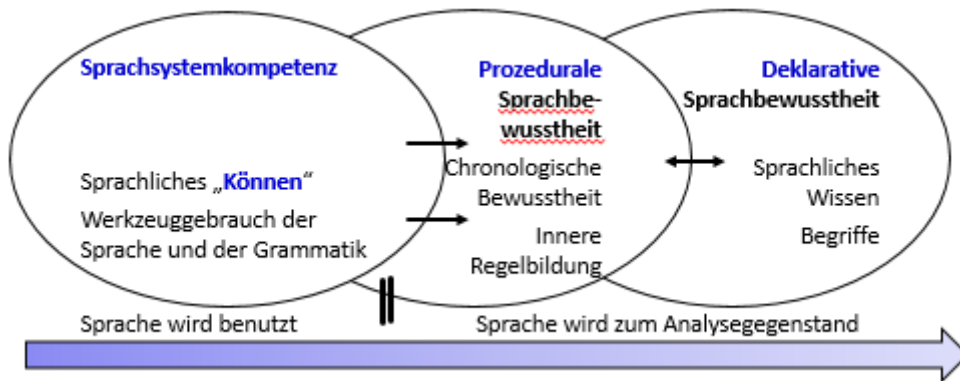 Sprachsystemkompetenz
Sprachliches „Können“
Werkzeuggebrauch der
Sprache und der Grammatik
Prozedurale
Sprachbe-
wusstheit
Chronologische
Bewusstheit
Innere
Regelbildung
Deklarative
Sprachbewusstheit
Sprachliches
Wissen
Begriffe
Sprache wird benutzt
Sprache wird zum Analysegegenstand